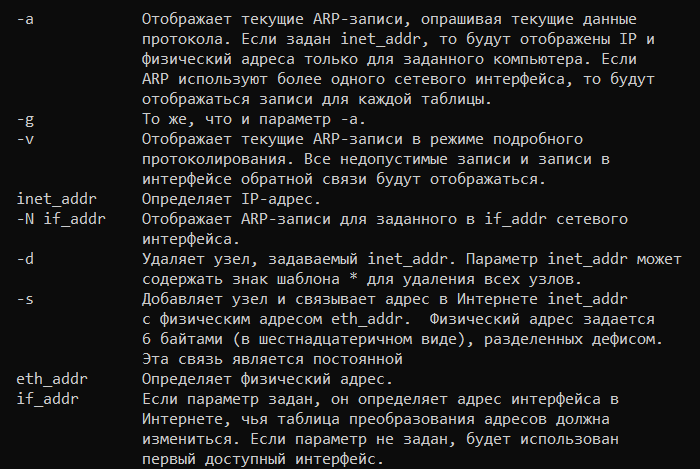 -a Отображает текущие ARP-записи, опрашивая текущие данные
протокола. Если задан inet_addr, то будут отображены IP и
физический адреса только для заданного компьютера. Если
ARP используют более одного сетевого интерфейса, то будут
отображаться записи для каждой таблицы.
-g То же, что и параметр -a.
-v Отображает текущие ARP-записи в режиме подробного
протоколирования. Все недопустимые записи и записи в
интерфейсе обратной связи будут отображаться.
inet_addr Определяет IP-адрес.
-N if_addr Отображает ARP-записи для заданного в if_addr сетевого
интерфейса.
-d Удаляет узел, задаваемый inet_addr. Параметр inet_addr может
содержать знак шаблона * для удаления всех узлов.
-s Добавляет узел и связывает адрес в Интернете inet_addr
с физическим адресом eth_addr.  Физический адрес задается
6 байтами (в шестнадцатеричном виде), разделенных дефисом.
Эта связь является постоянной
eth_addr Определяет физический адрес.
if_addr Если параметр задан, он определяет адрес интерфейса в
Интернете, чья таблица преобразования адресов должна
измениться. Если параметр не задан, будет использован
первый доступный интерфейс.